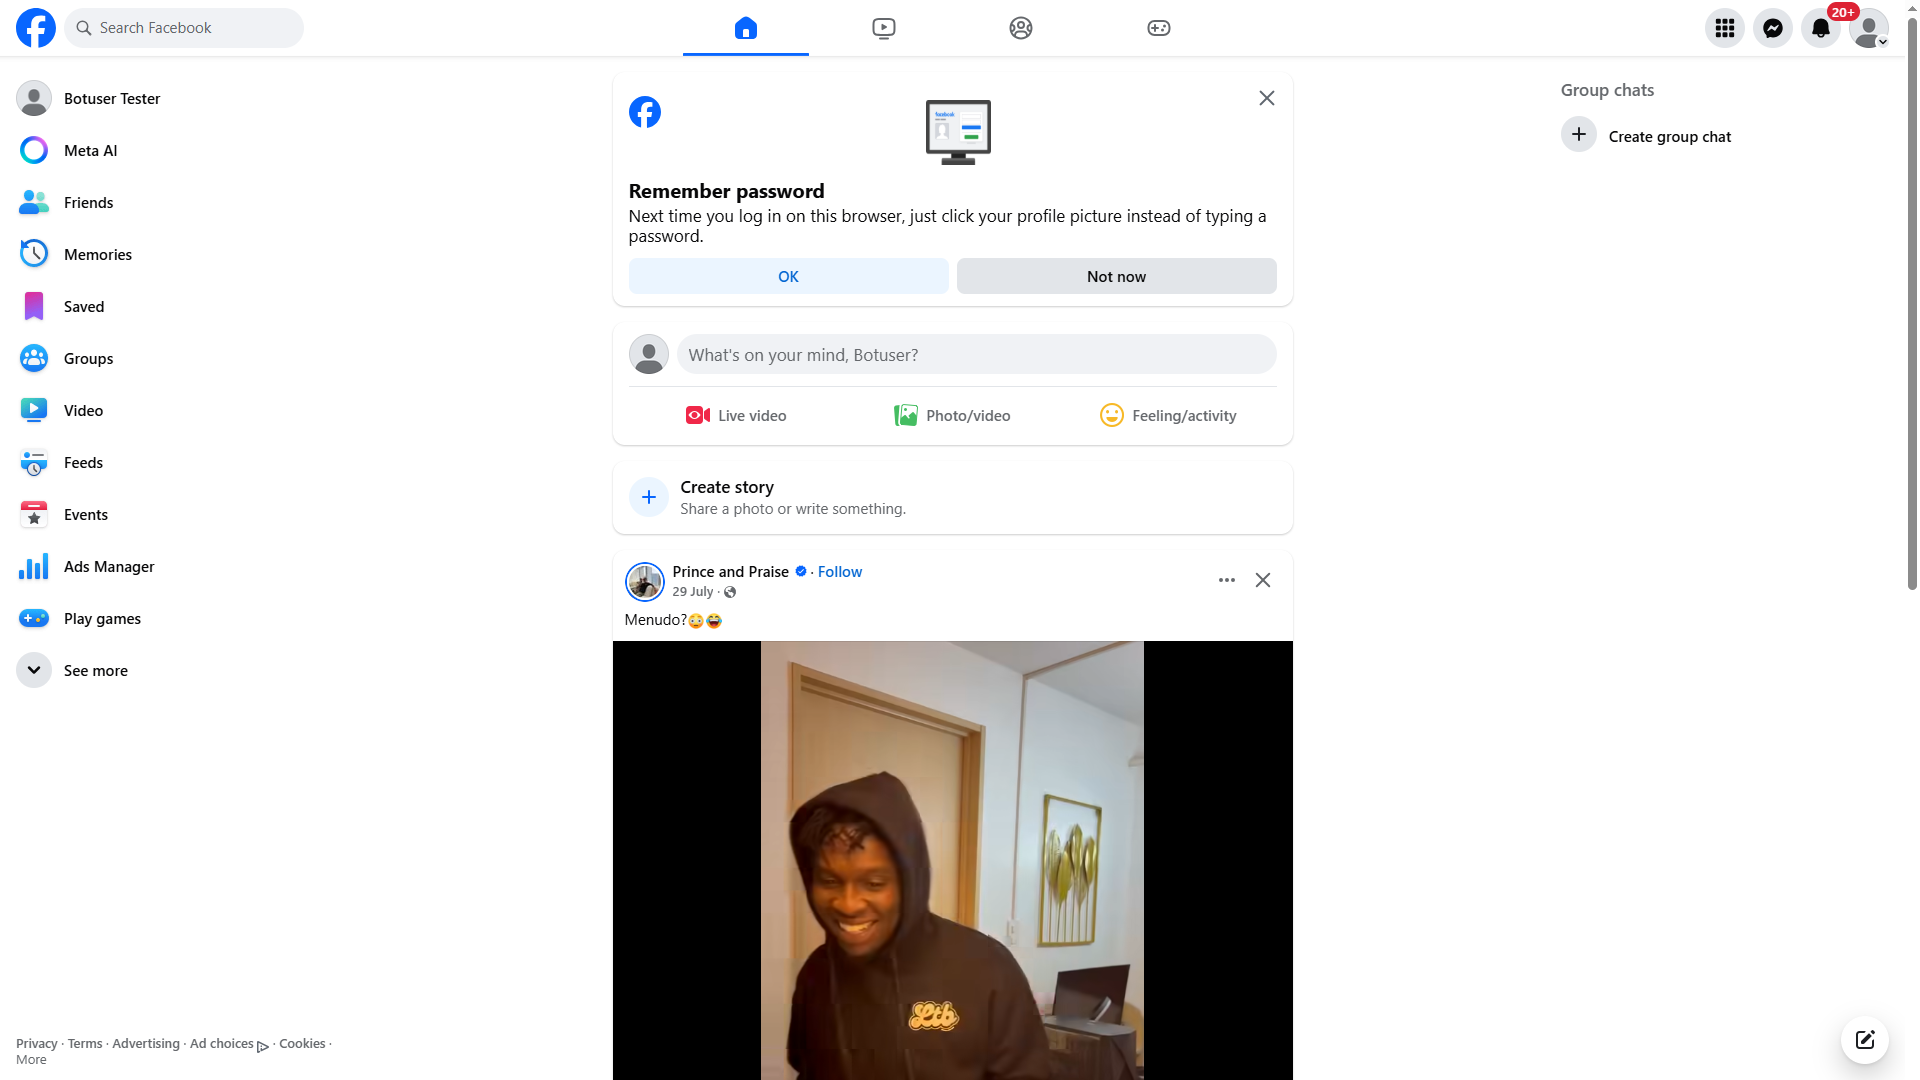 Search Facebook
20+
Botuser Tester
Meta AI
Friends
Memories
Saved
Groups
Video
Feeds
Events
Ads Manager
Play games
See more
Privacy · Terms · Advertising · Ad choices · Cookies ·
More
facebook
Remember password
Next time you log in on this browser, just click your profile picture instead of typing a
password.
OK
Not now
What's on your mind, Botuser?
Live video
Photo/video
Feeling/activity
Create story
Share a photo or write something.
Prince and Praise · Follow
29 July ·
Menudo?😳😂
Ltb
Group chats
Create group chat